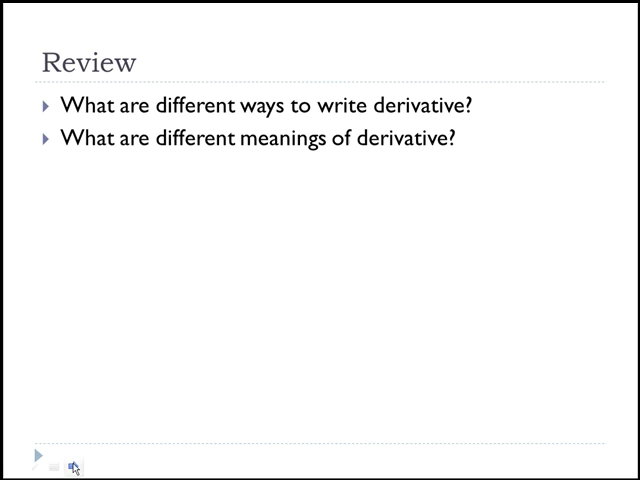 Review
What are different ways to write derivative?
What are different meanings of derivative?